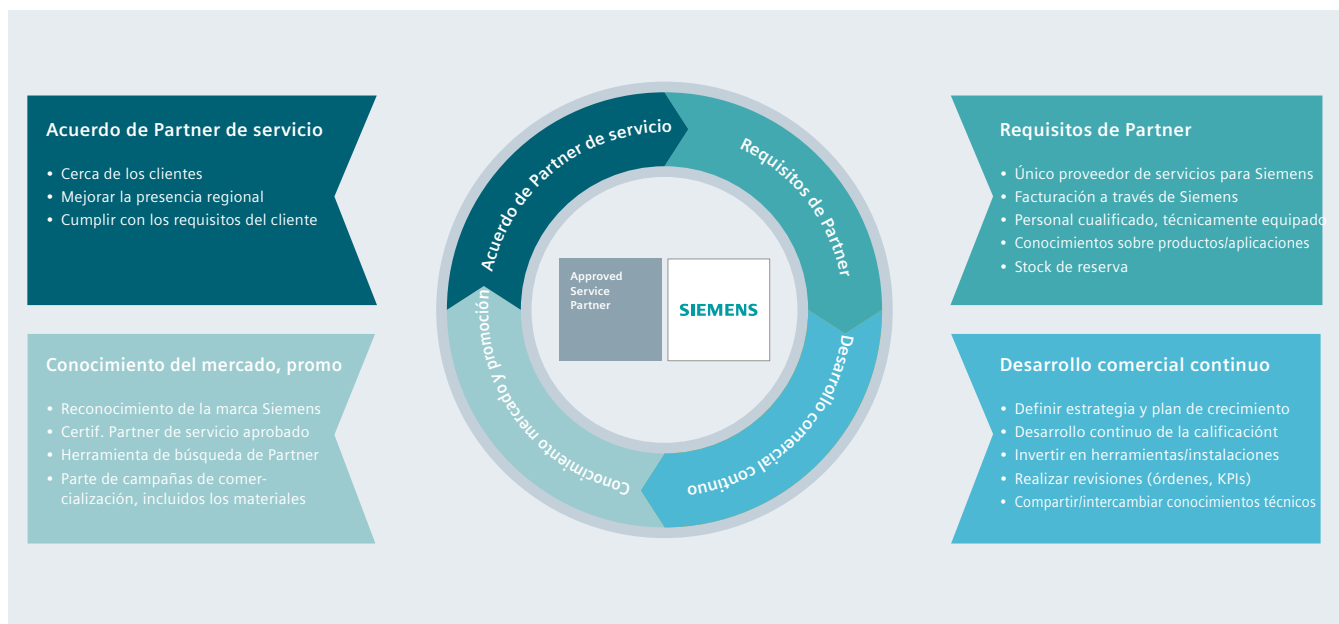 Acuerdo de Partner de servicio
• Cerca de los clientes
• Mejorar la presencia regional
• Cumplir con los requisitos del cliente
Conocimiento del mercado, promo
• Reconocimiento de la marca Siemens
• Certif. Partner de servicio aprobado
• Herramienta de búsqueda de Partner
• Parte de campañas de comer-
cialización, incluidos los materiales
Acuerdo de Partner de servicio
Requisitos de Partner
Desarrollo comercial continuo
Conocimiento mercado y promoción
Approved
Service
Partner
SIEMENS
Requisitos de Partner
• Único proveedor de servicios para Siemens
• Facturación a través de Siemens
• Personal cualificado, técnicamente equipado
• Conocimientos sobre productos/aplicaciones
• Stock de reserva
Desarrollo comercial continuo
• Definir estrategia y plan de crecimiento
• Desarrollo continuo de la calificaciónt
• Invertir en herramientas/instalaciones
• Realizar revisiones (órdenes, KPIs)
• Compartir/intercambiar conocimientos técnicos